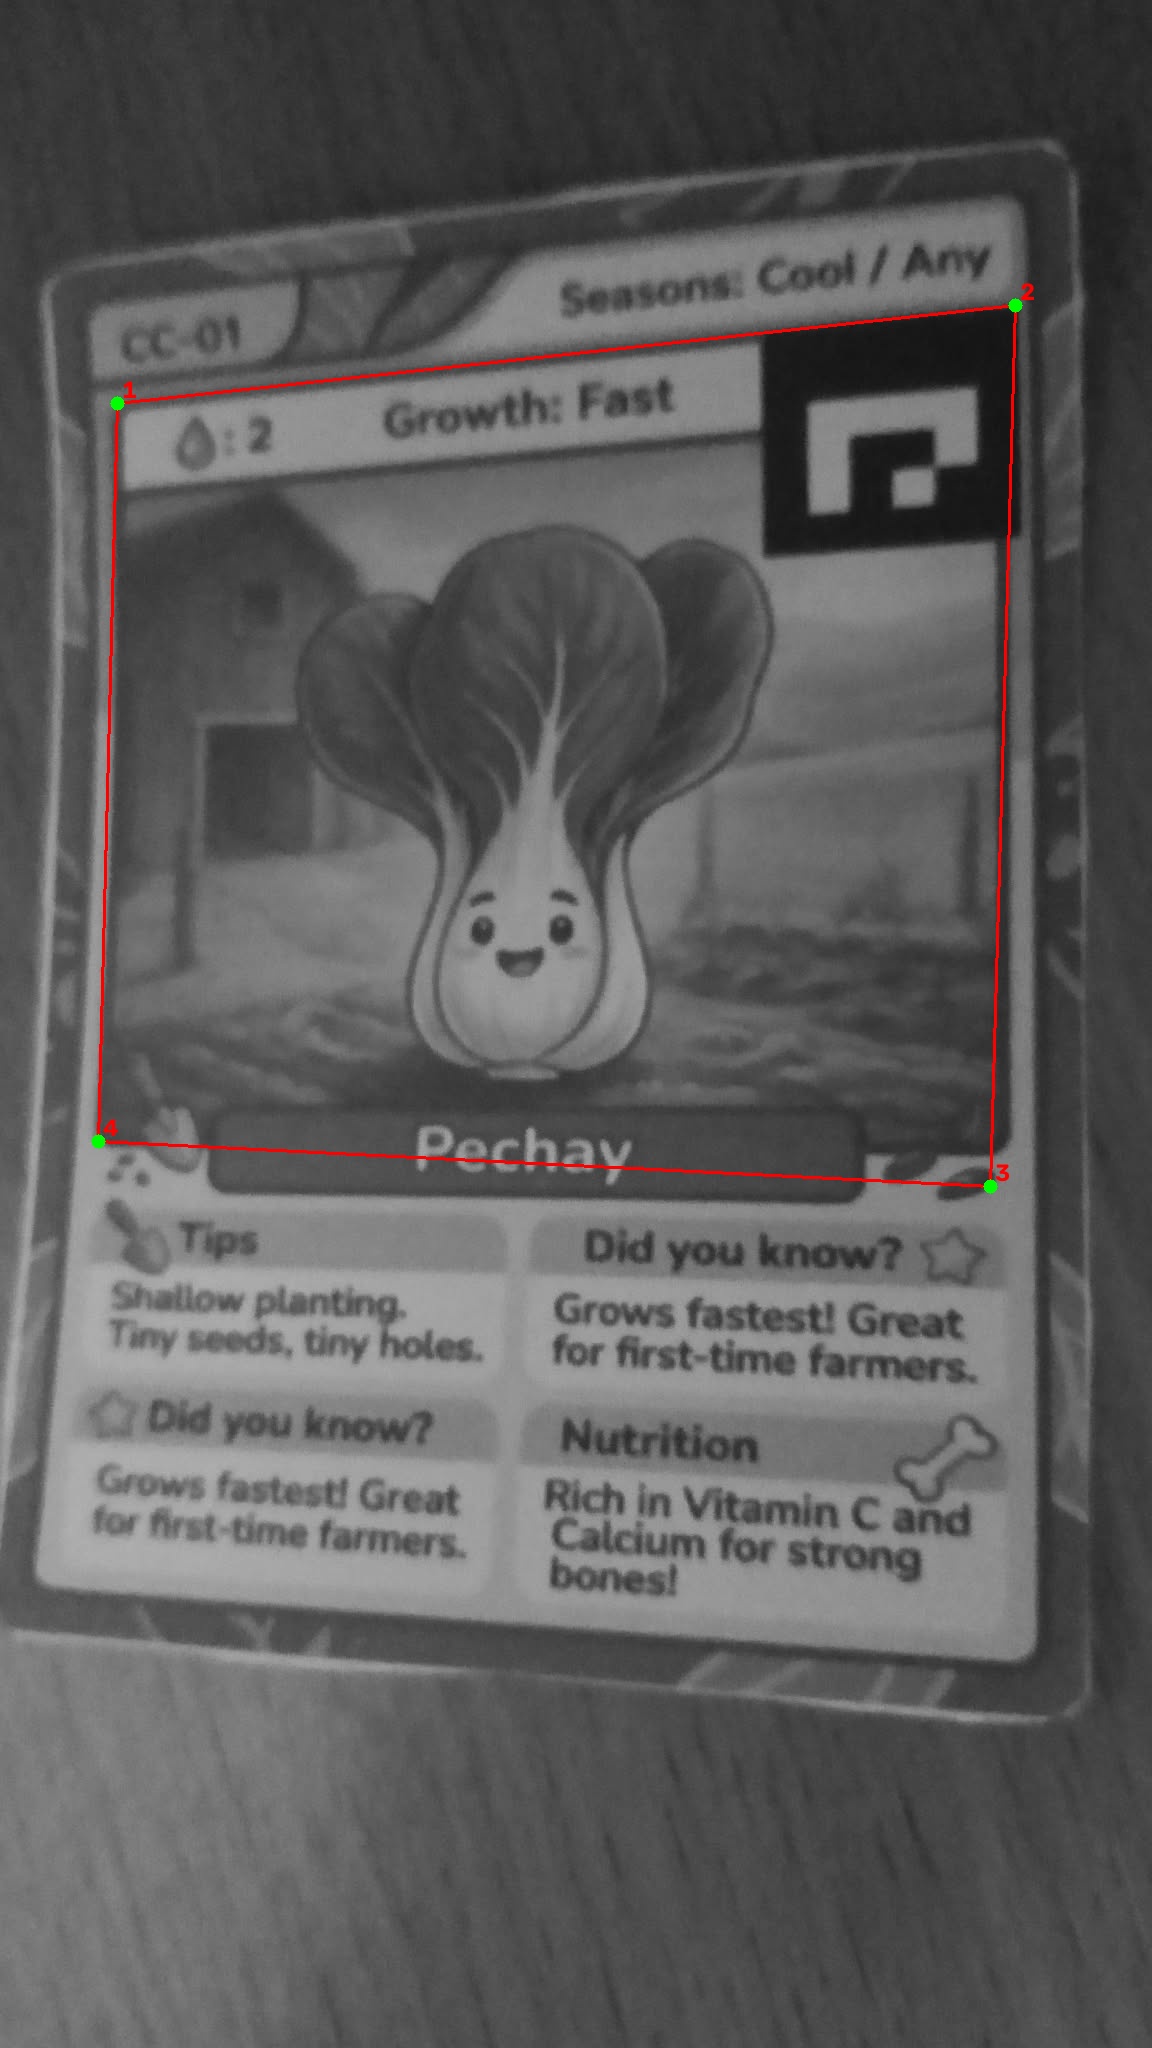 CC-01
Seasons: Cool / Any
1
2
: 2
Growth: Fast
Pechay
4
3
Tips
Shallow planting.
Tiny seeds, tiny holes.
Did you know?
Grows fastest! Great
for first-time farmers.
Did you know?
Grows fastest! Great
for first-time farmers.
Nutrition
Rich in Vitamin C and
Calcium for strong
bones!